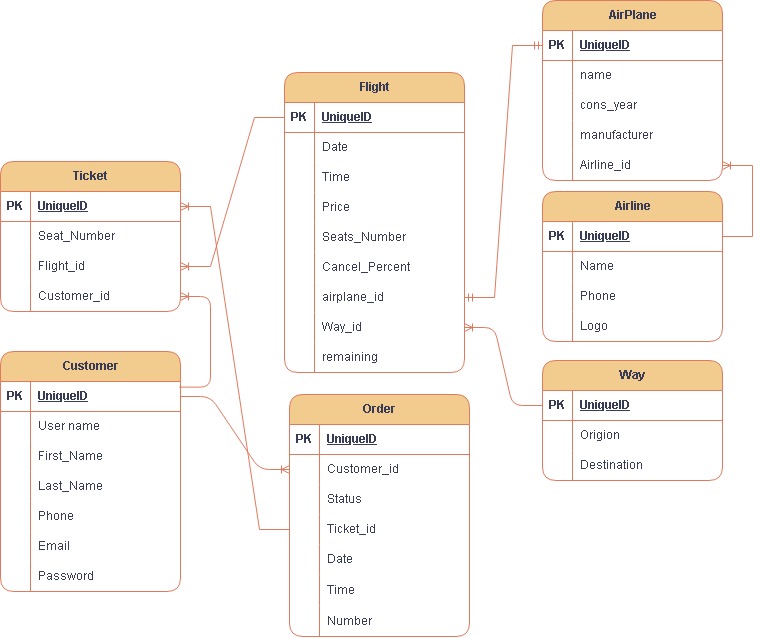 AirPlane
PK UniqueID
name
cons_year
manufacturer
Airline_id
Flight
PK UniqueID
Date
Time
Price
Seats_Number
Cancel_Percent
airplane_id
Way_id
remaining
Ticket
PK UniqueID
Seat_Number
Flight_id
Customer_id
Airline
PK UniqueID
Name
Phone
Logo
Customer
PK UniqueID
User name
First_Name
Last_Name
Phone
Email
Password
Order
PK UniqueID
Customer_id
Status
Ticket_id
Date
Time
Number
Way
PK UniqueID
Origion
Destination